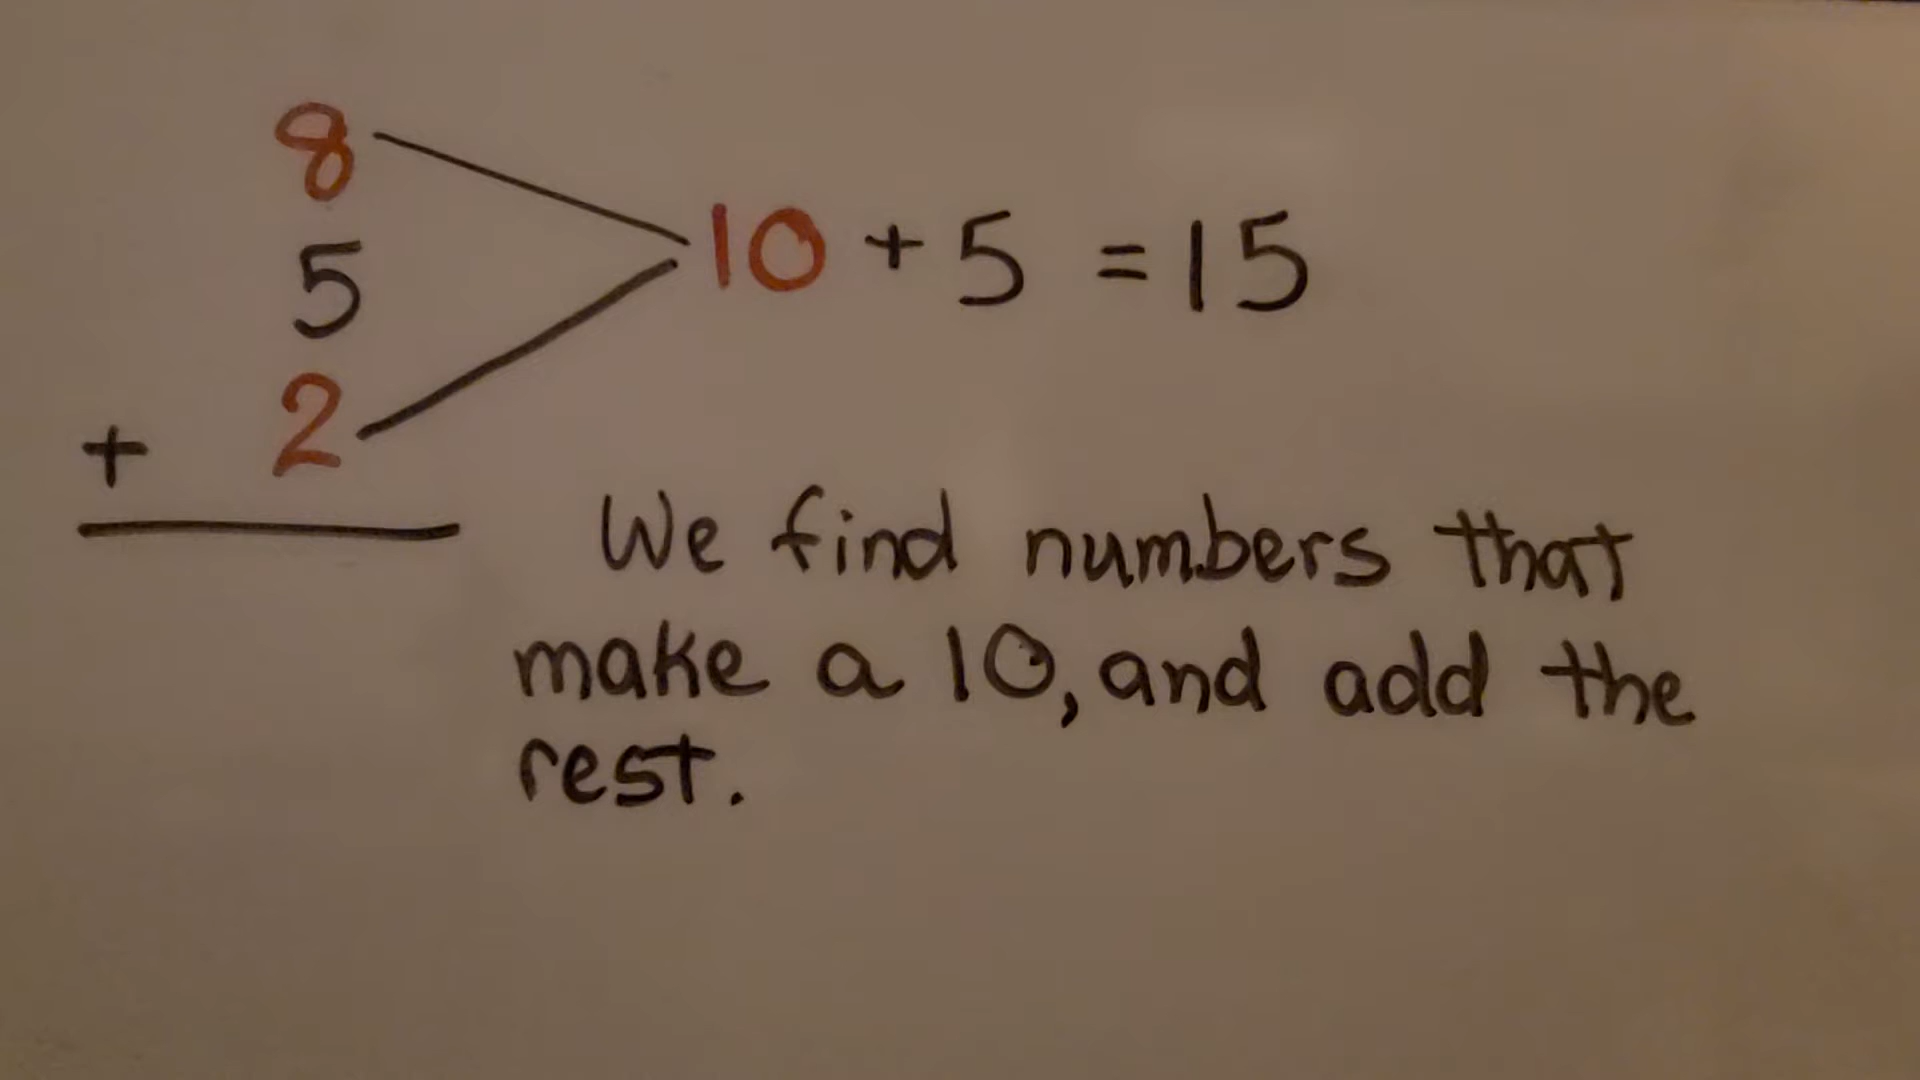 8
5
+ 2
10 + 5 = 15
We find numbers that
make a 10, and add the
rest.